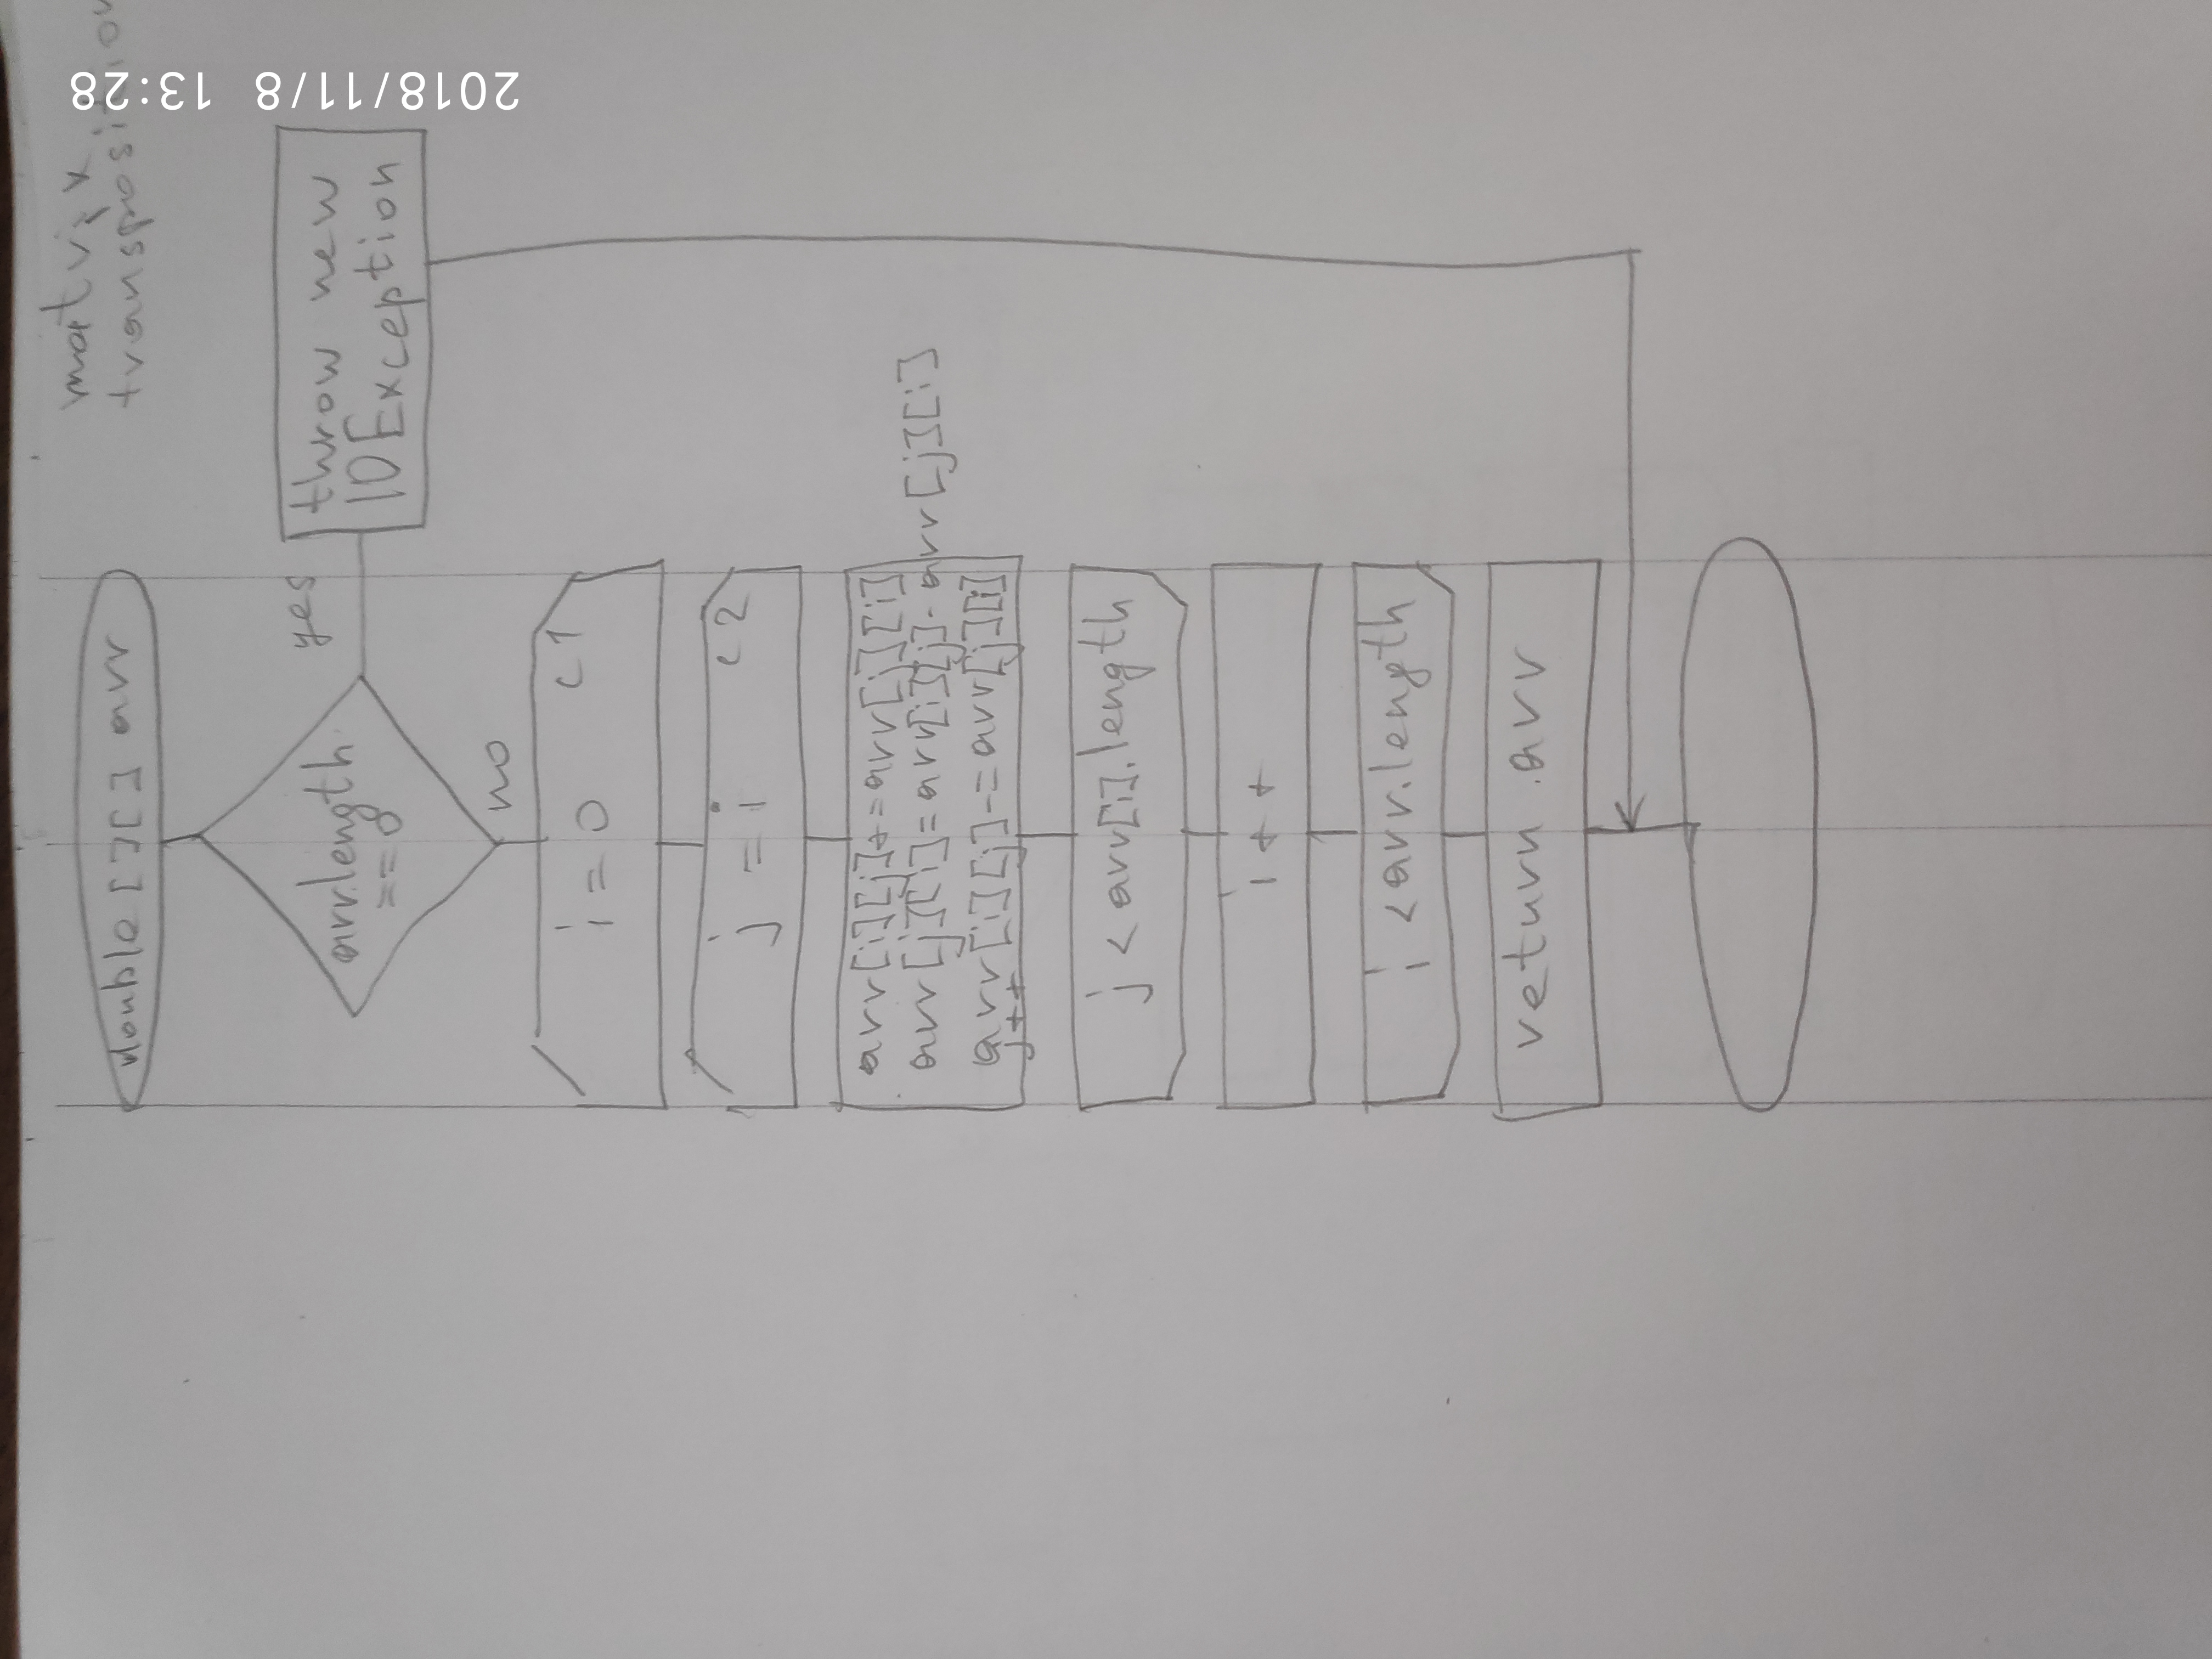 matrix
transposition
2018/11/8 13:28
double [][] arr
arr.length
== 0
yes
throw new
IOException
no
i = 0
c1
j = i
c2
arr[i][j]+=arr[j][i]
arr[j][i]=arr[i][j]-arr[j][i]
arr[i][j]-=arr[j][i]
j++
j < arr[i].length
i++
i < arr.length
return arr